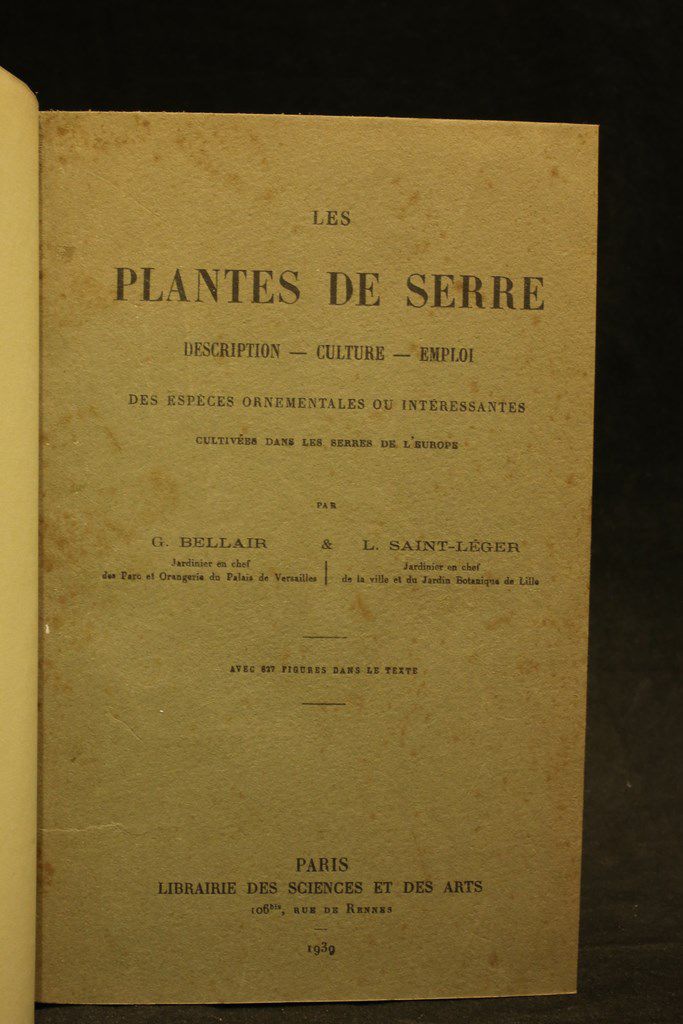 LES
PLANTES DE SERRE
DESCRIPTION — CULTURE — EMPLOI
DES ESPÈCES ORNEMENTALES OU INTÉRESSANTES
CULTIVÉES DANS LES SERRES DE L'EUROPE
PAR
G. BELLAIR & L. SAINT-LÉGER
Jardinier en chef
des Parc et Orangerie du Palais de Versailles
Jardinier en chef
de la ville et du Jardin Botanique de Lille
AVEC 627 FIGURES DANS LE TEXTE
PARIS
LIBRAIRIE DES SCIENCES ET DES ARTS
106bis, RUE DE RENNES
1939